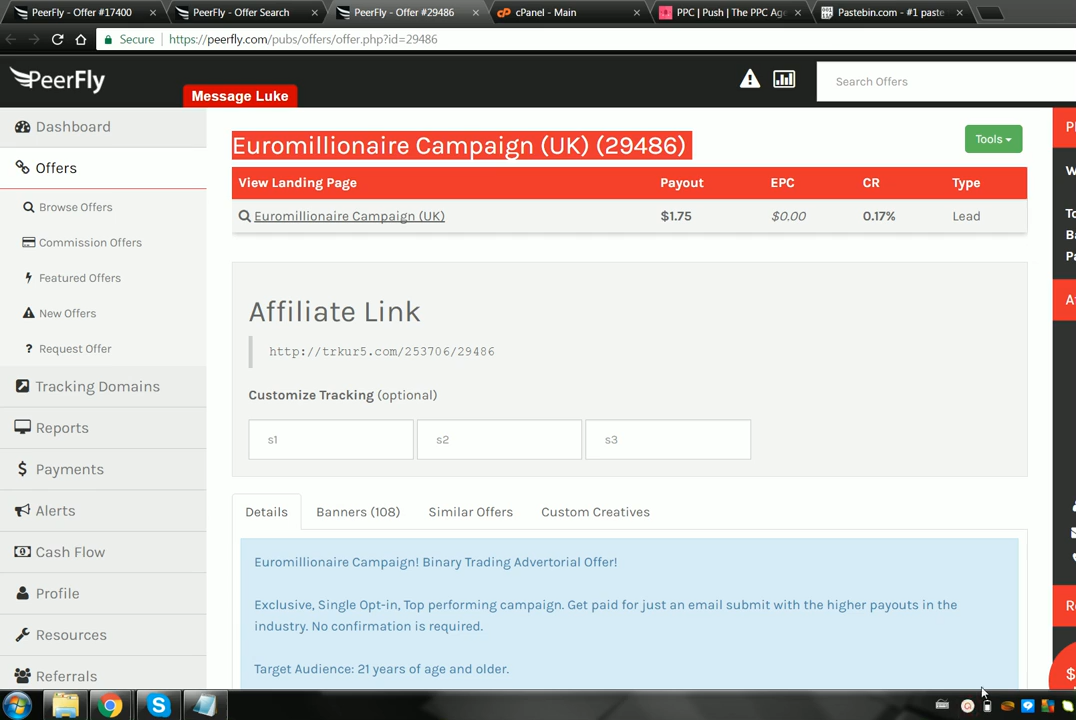 PeerFly - Offer #17400
PeerFly - Offer Search
PeerFly - Offer #29486
cPanel - Main
PPC | Push | The PPC Age
Pastebin.com - #1 paste
Secure
https://peerfly.com/pubs/offers/offer.php?id=29486
PeerFly
Message Luke
Search Offers
Dashboard
Offers
Browse Offers
Commission Offers
Featured Offers
New Offers
Request Offer
Tracking Domains
Reports
Payments
Alerts
Cash Flow
Profile
Resources
Referrals
Euromillionaire Campaign (UK) (29486)
Tools
View Landing Page Payout EPC CR Type
Euromillionaire Campaign (UK) $1.75 $0.00 0.17% Lead
Affiliate Link
http://trkur5.com/253706/29486
Customize Tracking (optional)
s1 s2 s3
Details Banners (108) Similar Offers Custom Creatives
Euromillionaire Campaign! Binary Trading Advertorial Offer!
Exclusive, Single Opt-in, Top performing campaign. Get paid for just an email submit with the higher payouts in the
industry. No confirmation is required.
Target Audience: 21 years of age and older.